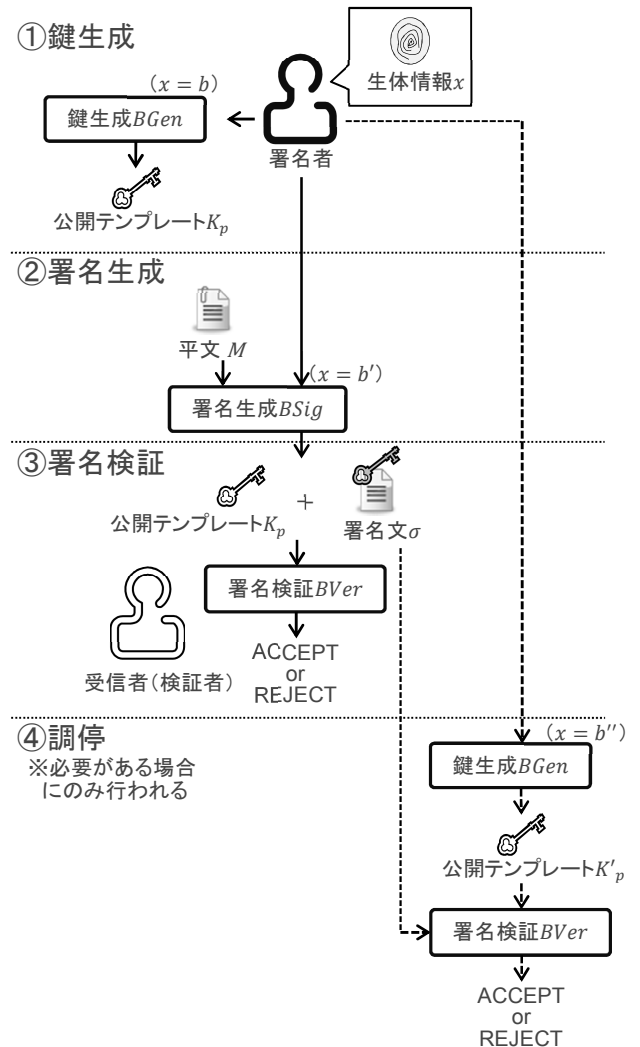 ①鍵生成
生体情報x
(x = b)
鍵生成BGen
署名者
公開テンプレートK_p
②署名生成
平文 M
(x = b′)
署名生成BSig
③署名検証
+
公開テンプレートK_p
署名文σ
署名検証BVer
ACCEPT
or
REJECT
受信者(検証者)
④調停
※必要がある場合
にのみ行われる
(x = b″)
鍵生成BGen
公開テンプレートK′_p
署名検証BVer
ACCEPT
or
REJECT